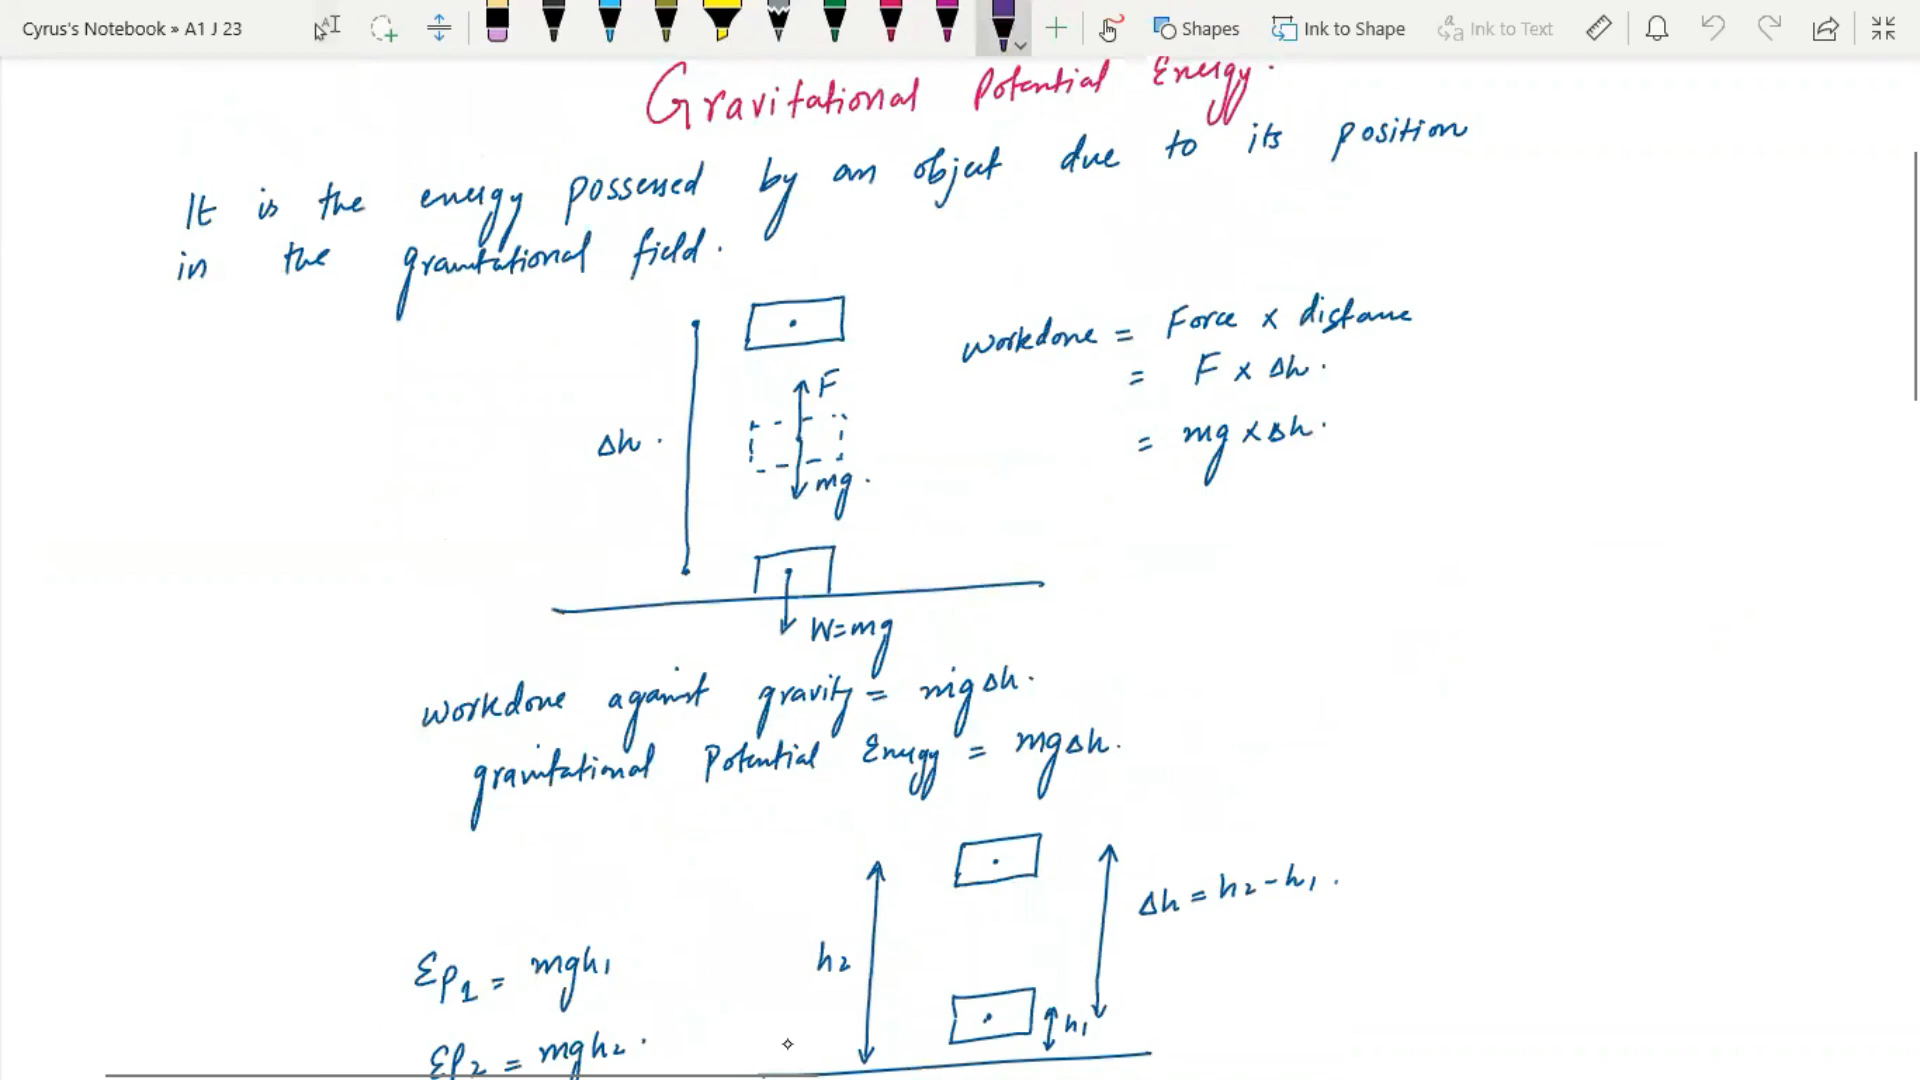 Cyrus's Notebook » A1 J 23
Shapes
Ink to Shape
Ink to Text
Gravitational Potential Energy.
It is the energy possessed by an object due to its position
in the gravitational field.
Δh.
F
mg.
W=mg
workdone = Force x distance
= F x Δh.
= mg x Δh.
workdone against gravity = mgΔh.
gravitational Potential Energy = mgΔh.
Δh = h2 - h1.
h2
h1
Ep1 = mgh1
Ep2 = mgh2.